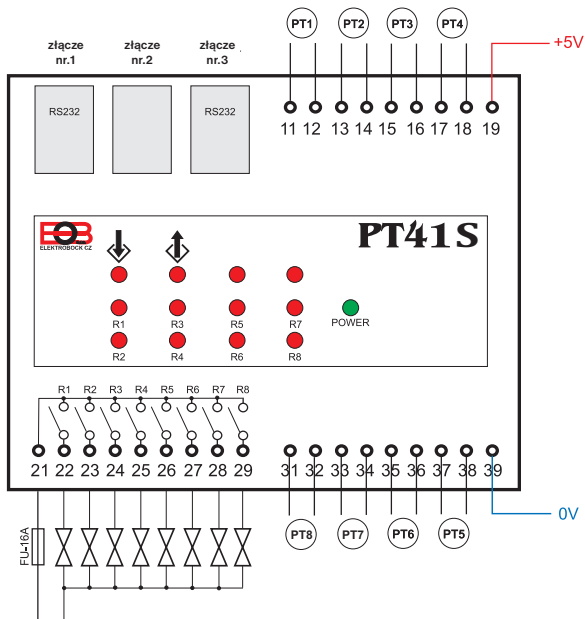 złącze nr.1
złącze nr.2
złącze nr.3
PT1 PT2 PT3 PT4
+5V
RS232 RS232
11 12 13 14 15 16 17 18 19
EOB
ELEKTROBOCK CZ
PT41 S
R1 R3 R5 R7 POWER
R2 R4 R6 R8
R1 R2 R3 R4 R5 R6 R7 R8
21 22 23 24 25 26 27 28 29
31 32 33 34 35 36 37 38 39
FU-16A
PT8 PT7 PT6 PT5
0V